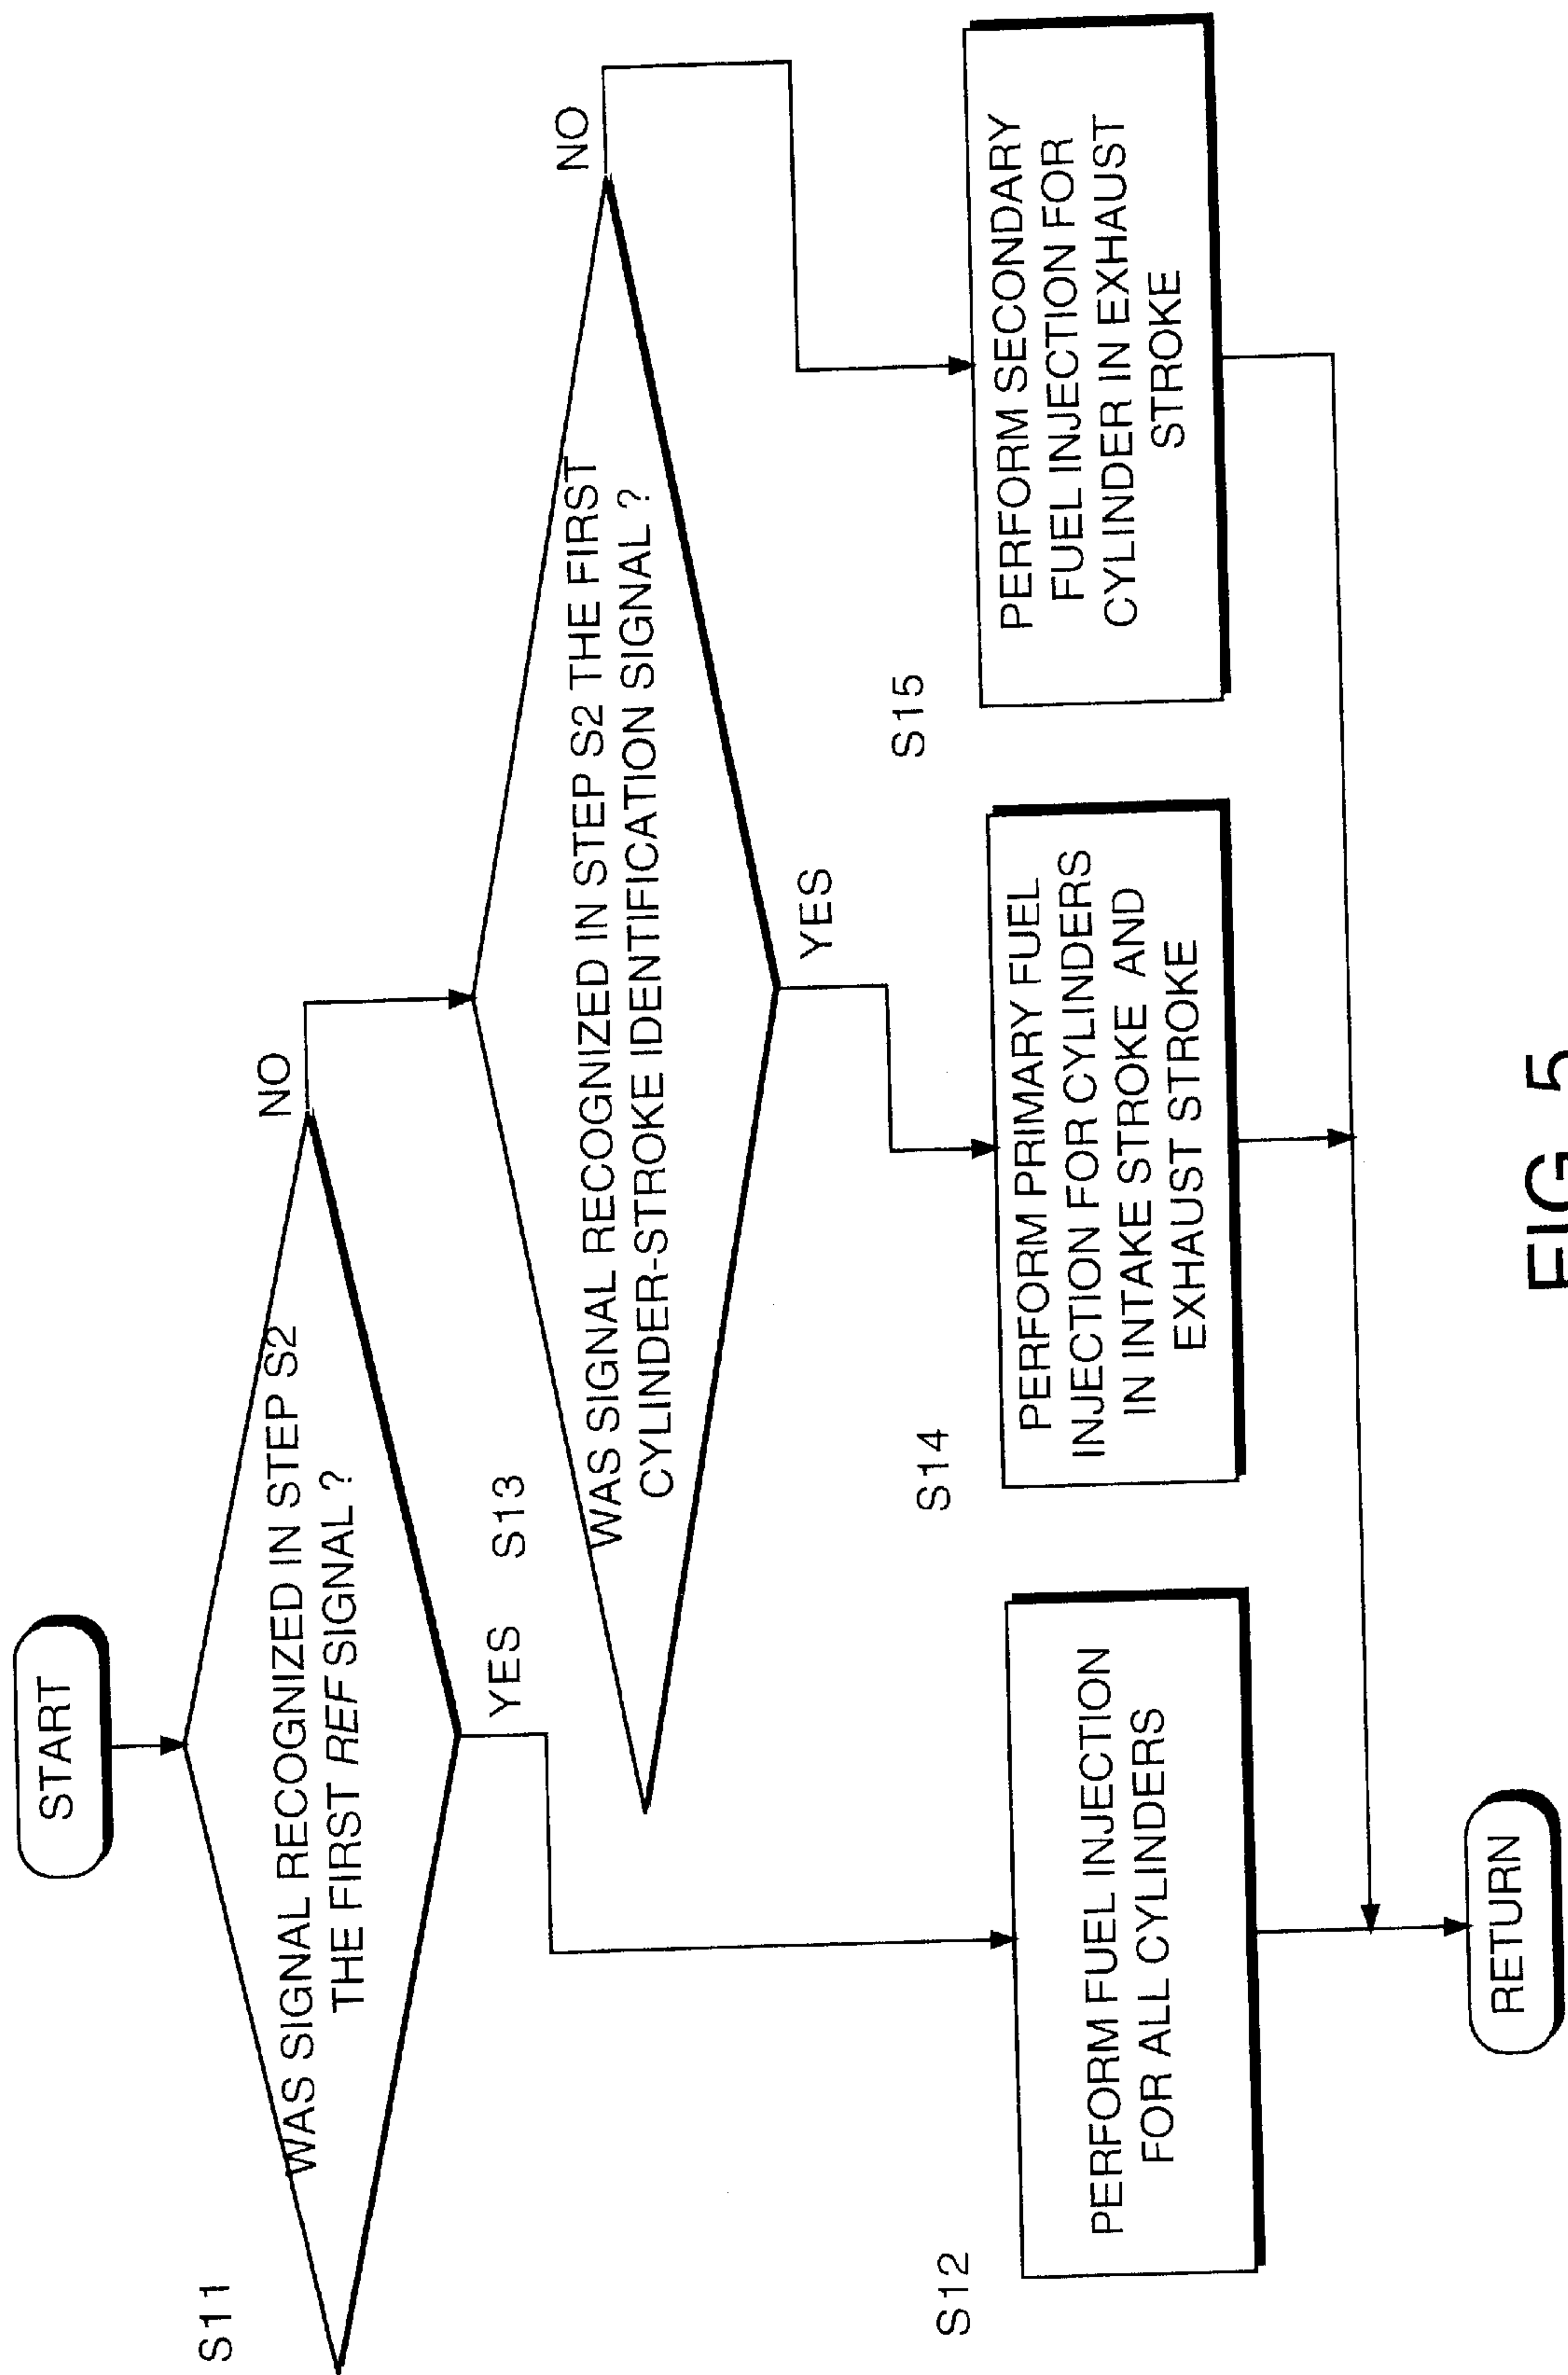 START
S11
WAS SIGNAL RECOGNIZED IN STEP S2
THE FIRST REF SIGNAL ?
NO
YES
S13
WAS SIGNAL RECOGNIZED IN STEP S2 THE FIRST
CYLINDER-STROKE IDENTIFICATION SIGNAL ?
NO
YES
S12
PERFORM FUEL INJECTION
FOR ALL CYLINDERS
S14
PERFORM PRIMARY FUEL
INJECTION FOR CYLINDERS
IN INTAKE STROKE AND
EXHAUST STROKE
S15
PERFORM SECONDARY
FUEL INJECTION FOR
CYLINDER IN EXHAUST
STROKE
RETURN
FIG. 5